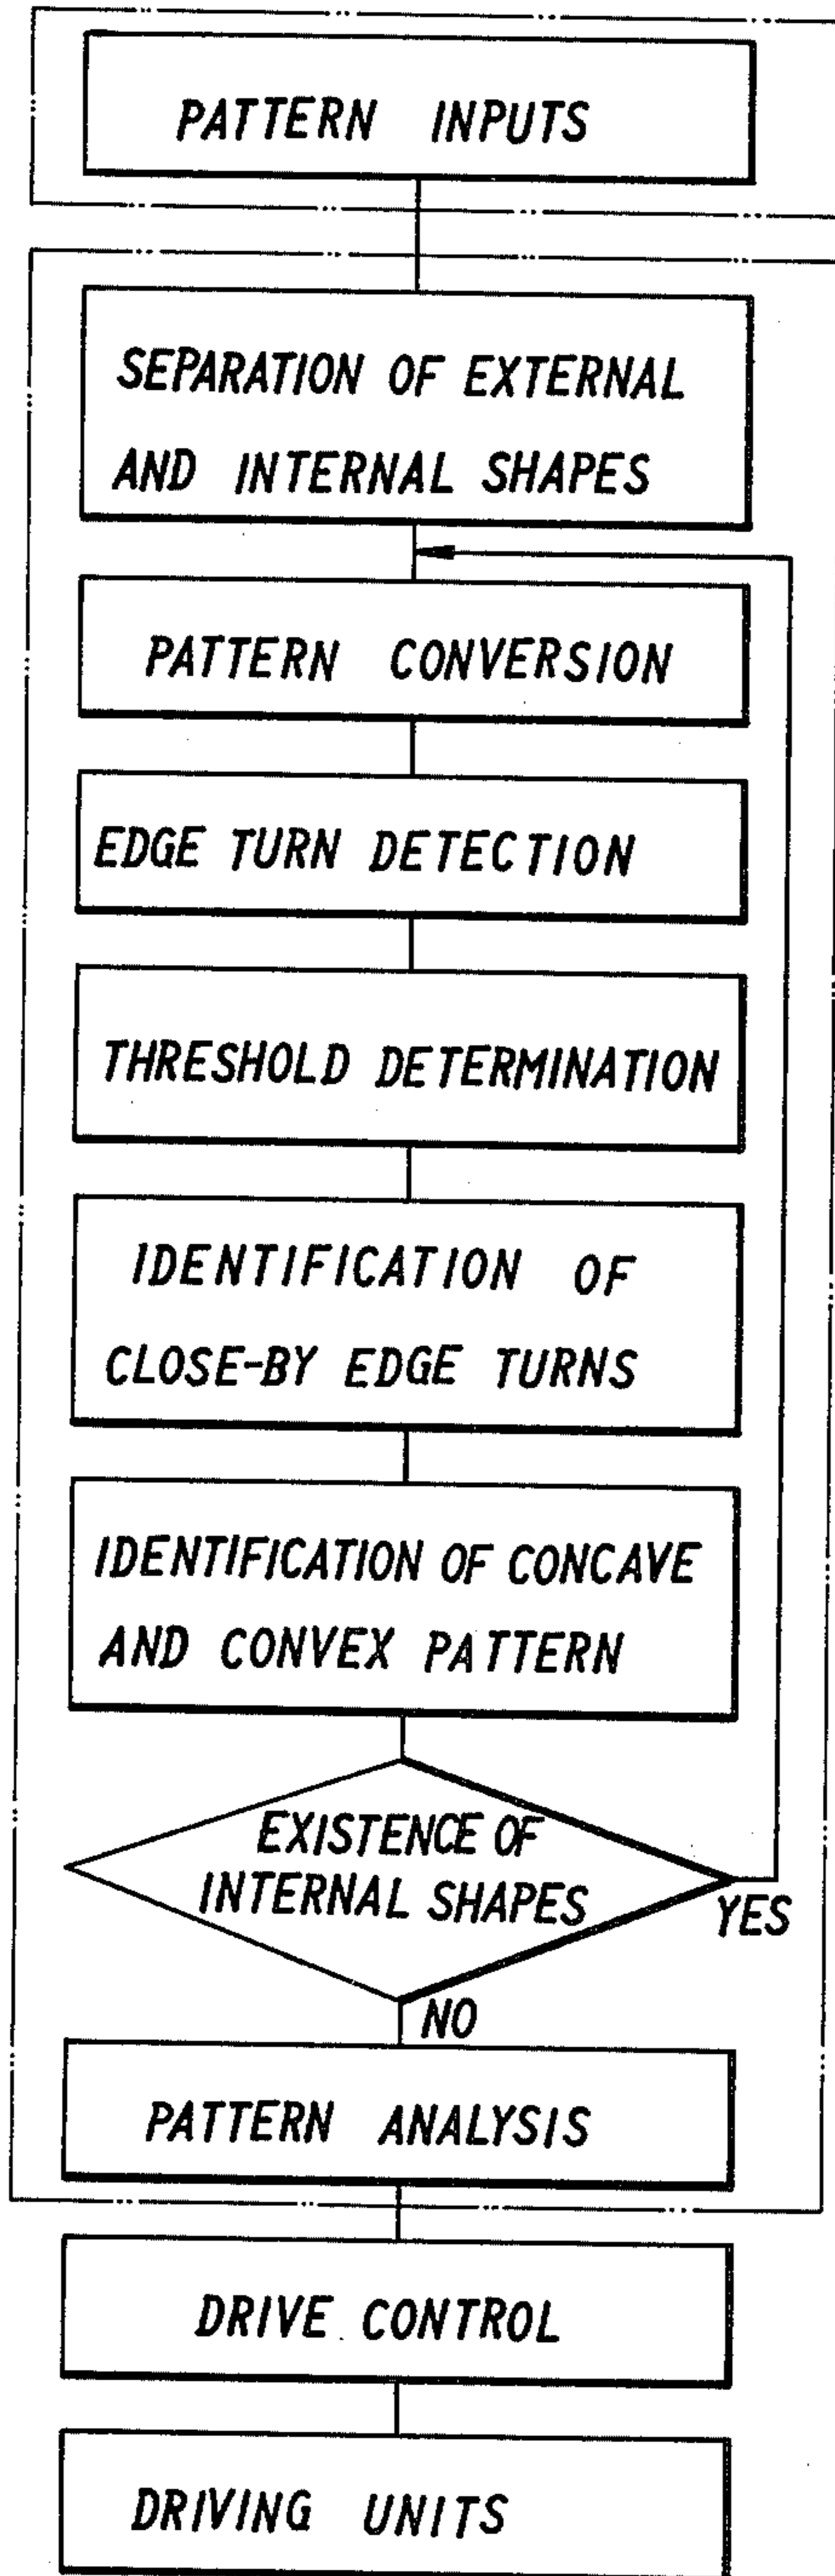 PATTERN INPUTS
SEPARATION OF EXTERNAL
AND INTERNAL SHAPES
PATTERN CONVERSION
EDGE TURN DETECTION
THRESHOLD DETERMINATION
IDENTIFICATION OF
CLOSE-BY EDGE TURNS
IDENTIFICATION OF CONCAVE
AND CONVEX PATTERN
EXISTENCE OF
INTERNAL SHAPES
YES
NO
PATTERN ANALYSIS
DRIVE CONTROL
DRIVING UNITS